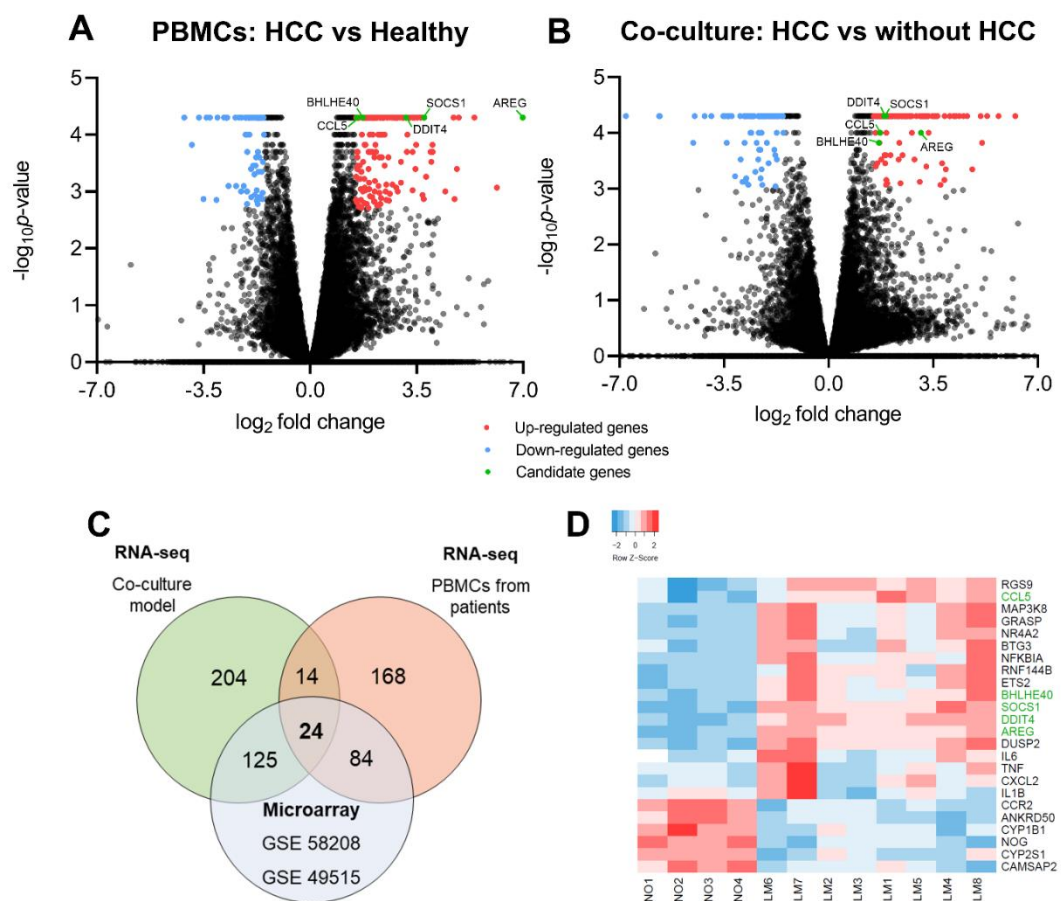 A PBMCs: HCC vs Healthy
5
4
3
2
1
0
-log10p-value
BHLHE40
SOCS1
AREG
CCL5
DDIT4
-7.0 -3.5 0.0 3.5 7.0
log2 fold change
B Co-culture: HCC vs without HCC
5
4
3
2
1
0
-log10p-value
DDIT4
SOCS1
CCL5
BHLHE40
AREG
-7.0 -3.5 0.0 3.5 7.0
log2 fold change
Up-regulated genes
Down-regulated genes
Candidate genes
C
RNA-seq
Co-culture
model
RNA-seq
PBMCs from
patients
204
14
168
24
125
84
Microarray
GSE 58208
GSE 49515
D
-2 0 2
Row Z-Score
RGS9
CCL5
MAP3K8
GRASP
NR4A2
BTG3
NFKBIA
RNF144B
ETS2
BHLHE40
SOCS1
DDIT4
AREG
DUSP2
IL6
TNF
CXCL2
IL1B
CCR2
ANKRD50
CYP1B1
NOG
CYP2S1
CAMSAP2
NO1 NO2 NO3 NO4 LM6 LM7 LM2 LM3 LM1 LM5 LM4 LM8